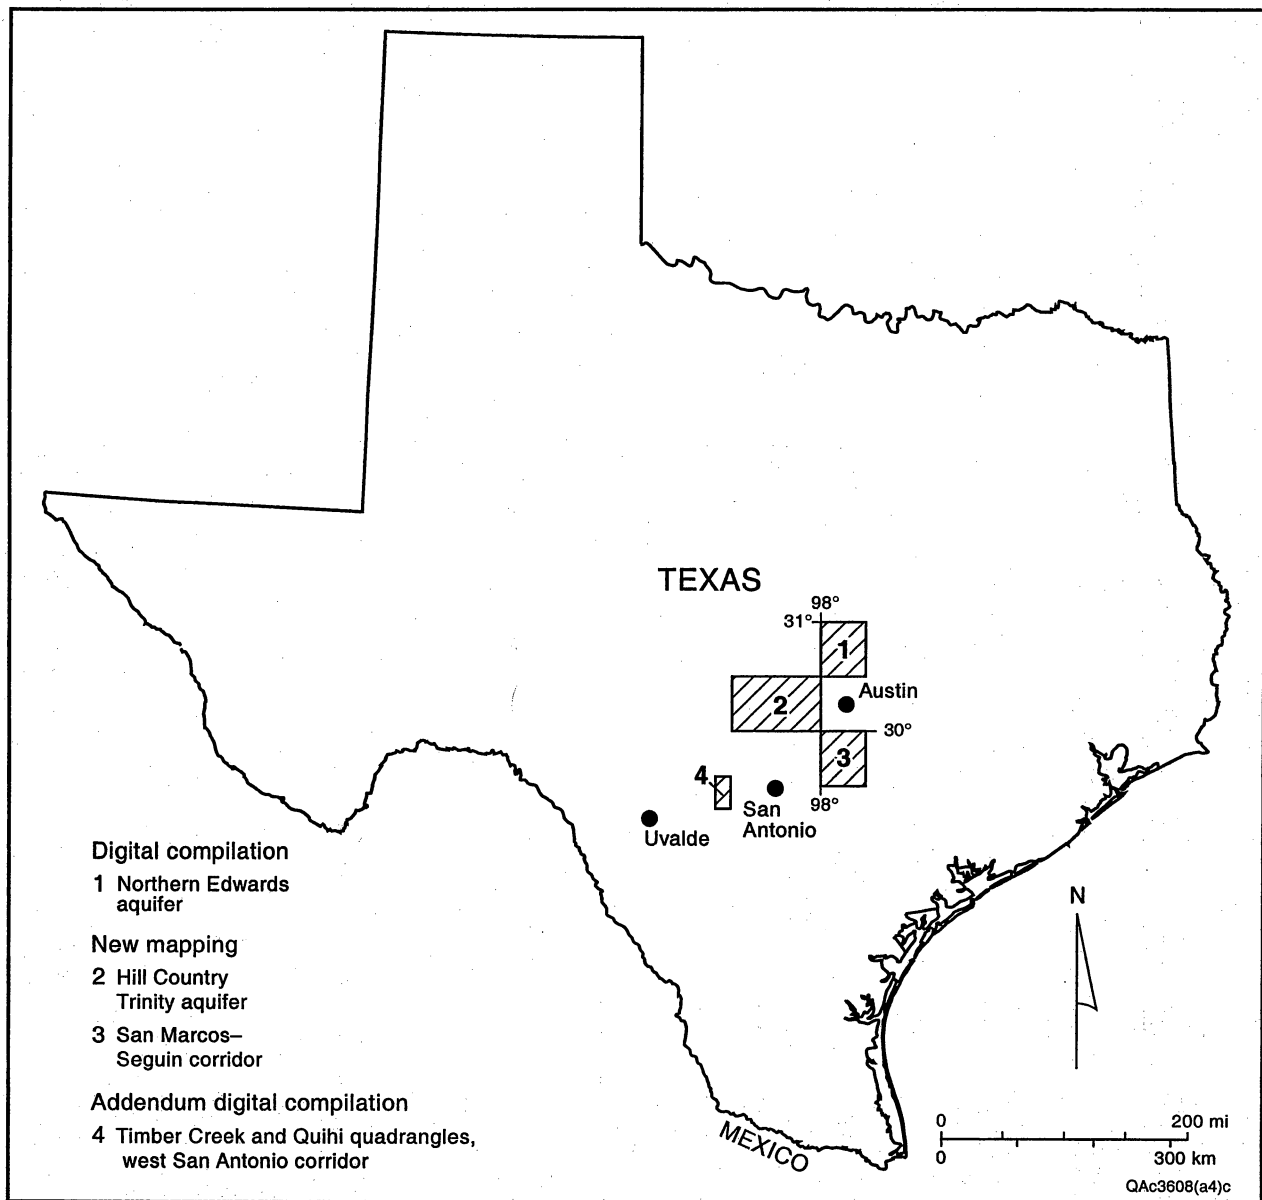 TEXAS
98°
31°
1
Austin
2
30°
3
4
98°
San
Antonio
Uvalde
Digital compilation
1 Northern Edwards
aquifer
New mapping
2 Hill Country
Trinity aquifer
3 San Marcos–
Seguin corridor
Addendum digital compilation
4 Timber Creek and Quihi quadrangles,
west San Antonio corridor
MEXICO
N
0 200 mi
0 300 km
QAc3608(a4)c